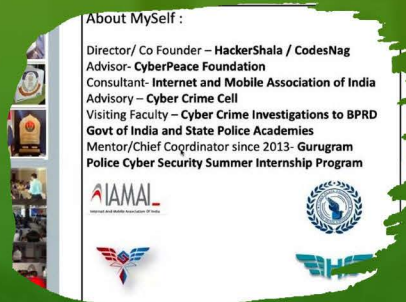 About MySelf :
Director/ Co Founder – HackerShala / CodesNag
Advisor- CyberPeace Foundation
Consultant- Internet and Mobile Association of India
Advisory – Cyber Crime Cell
Visiting Faculty – Cyber Crime Investigations to BPRD
Govt of India and State Police Academies
Mentor/Chief Coordinator since 2013- Gurugram
Police Cyber Security Summer Internship Program
IAMAI
Internet And Mobile Association Of India